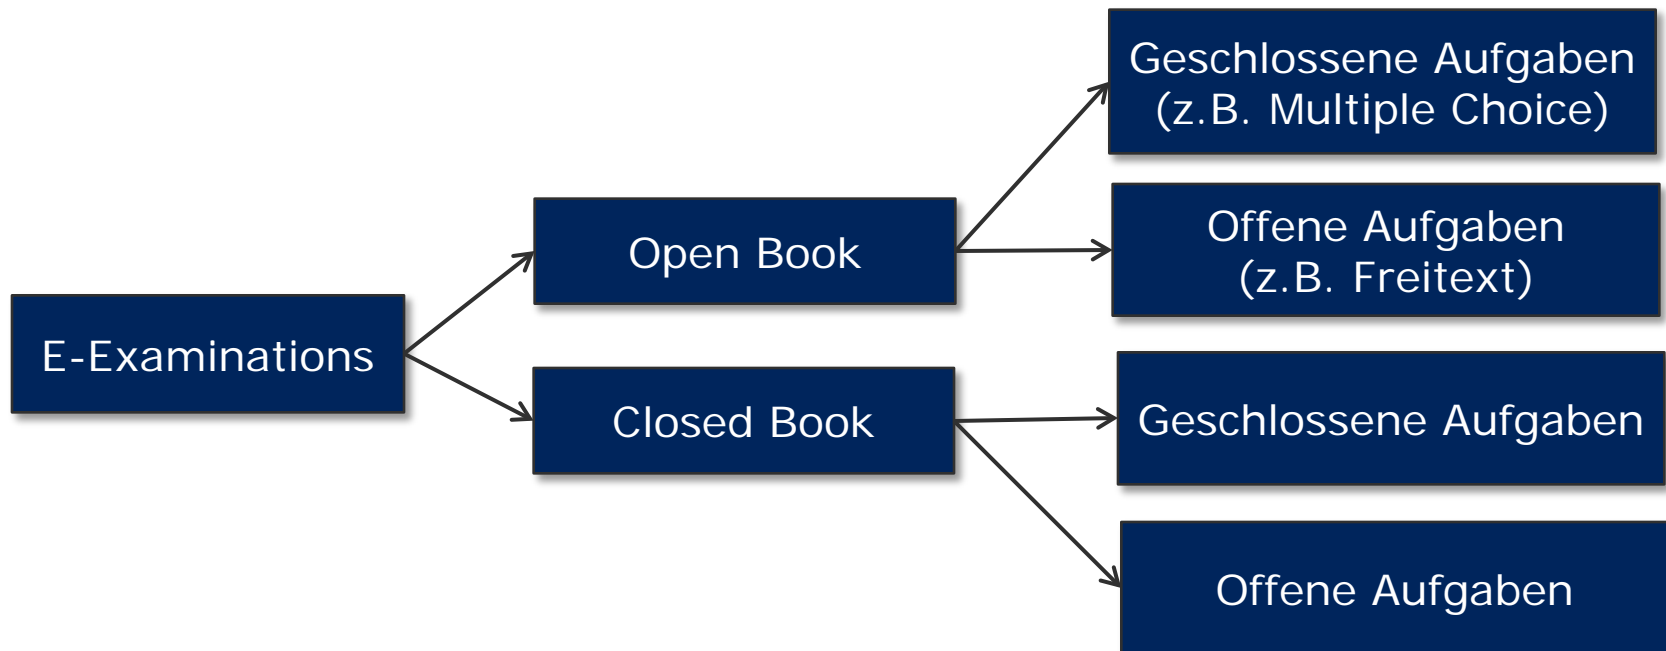 E-Examinations
Open Book
Closed Book
Geschlossene Aufgaben
(z.B. Multiple Choice)
Offene Aufgaben
(z.B. Freitext)
Geschlossene Aufgaben
Offene Aufgaben